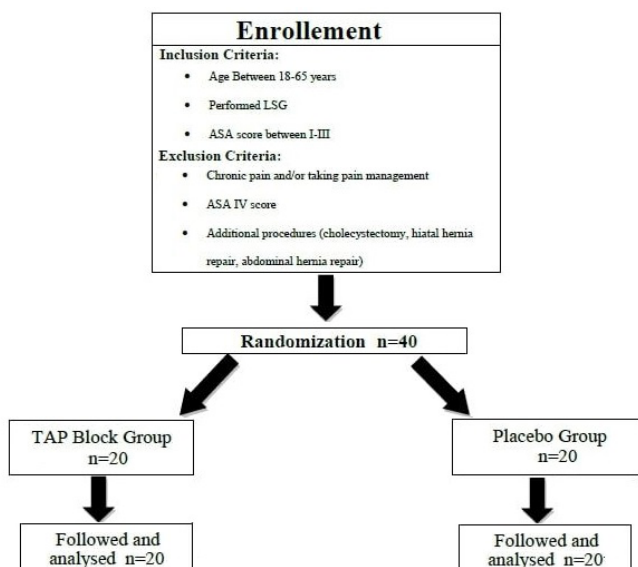 Enrollement
Inclusion Criteria:
• Age Between 18-65 years
• Performed LSG
• ASA score between I-III
Exclusion Criteria:
• Chronic pain and/or taking pain management
• ASA IV score
• Additional procedures (cholecystectomy, hiatal hernia
repair, abdominal hernia repair)
Randomization n=40
TAP Block Group
n=20
Placebo Group
n=20
Followed and
analysed n=20
Followed and
analysed n=20